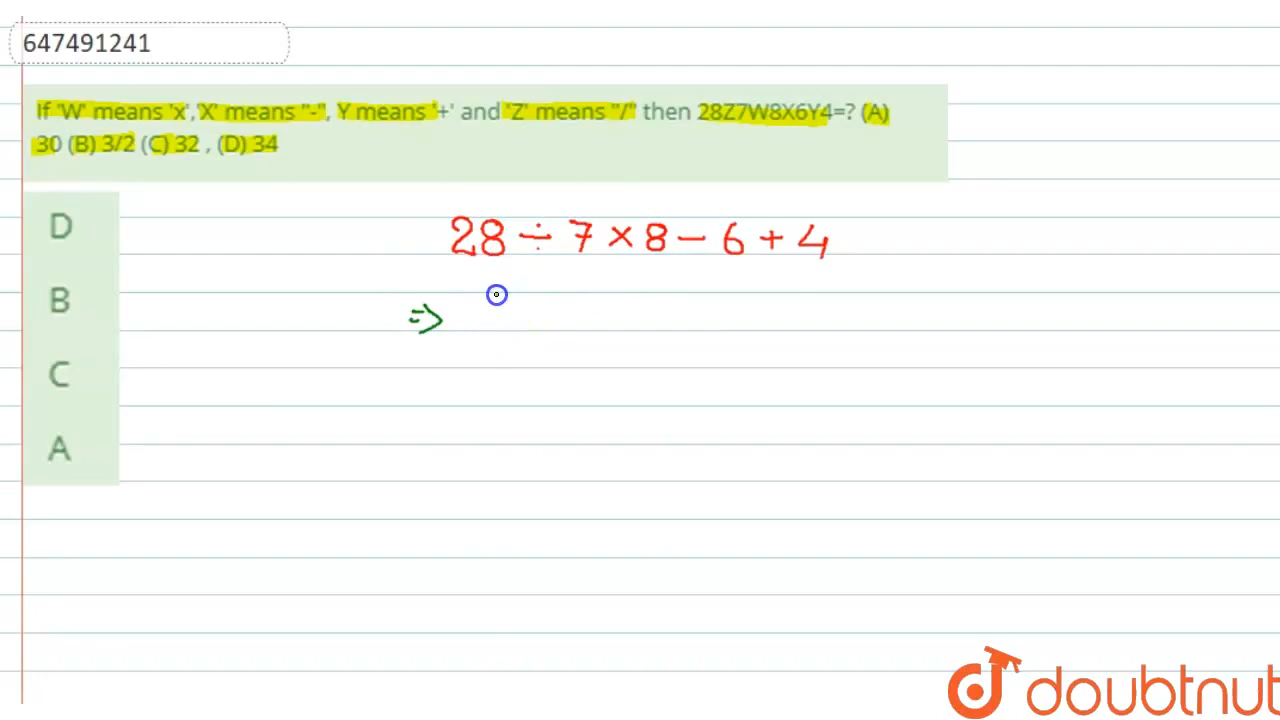 647491241
If 'W' means 'x','X' means "-", Y means '+' and 'Z' means "/" then 28Z7W8X6Y4=? (A)
30 (B) 3/2 (C) 32 , (D) 34
D
B
C
A
28 ÷ 7 × 8 - 6 + 4
⇒
doubtnut